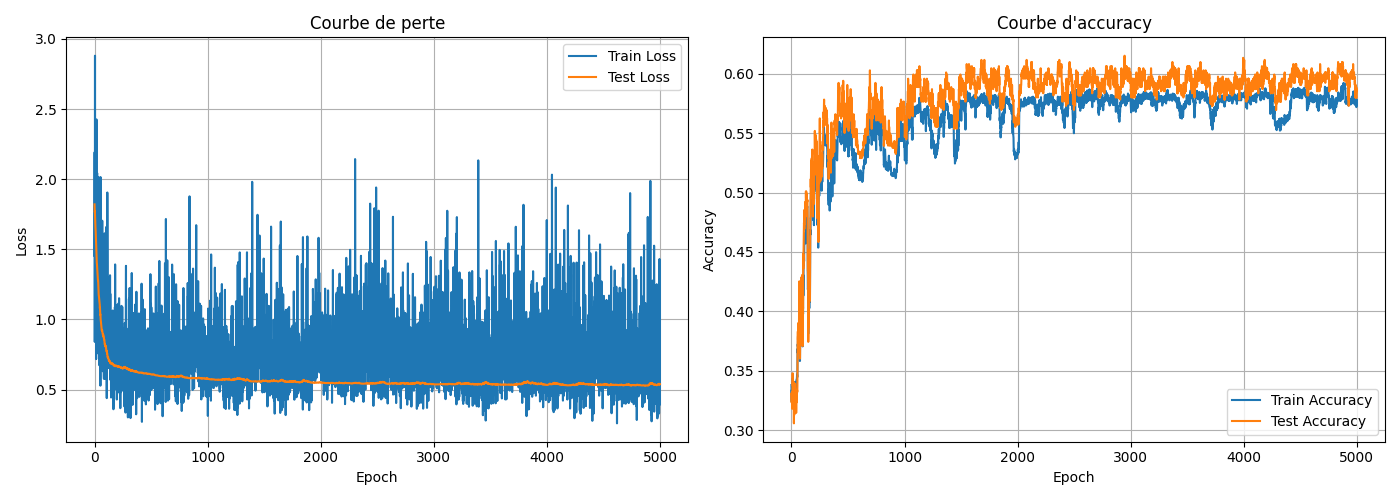 Courbe de perte
3.0
2.5
2.0
1.5
1.0
0.5
Loss
Train Loss
Test Loss
0 1000 2000 3000 4000 5000
Epoch
Courbe d'accuracy
0.60
0.55
0.50
0.45
0.40
0.35
0.30
Accuracy
Train Accuracy
Test Accuracy
0 1000 2000 3000 4000 5000
Epoch